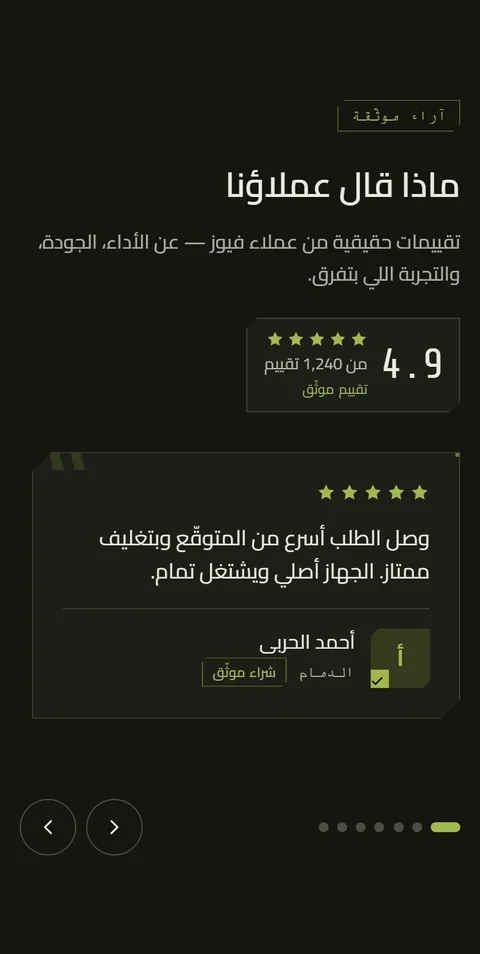 آراء موثّقة
ماذا قال عملاؤنا
تقييمات حقيقية من عملاء فيوز — عن الأداء، الجودة،
والتجربة اللي بتفرق.
4.9
من 1,240 تقييم
تقييم موثّق
وصل الطلب أسرع من المتوقّع وبتغليف
ممتاز. الجهاز أصلي ويشتغل تمام.
أ
أحمد الحربي
الدمام
شراء موثّق